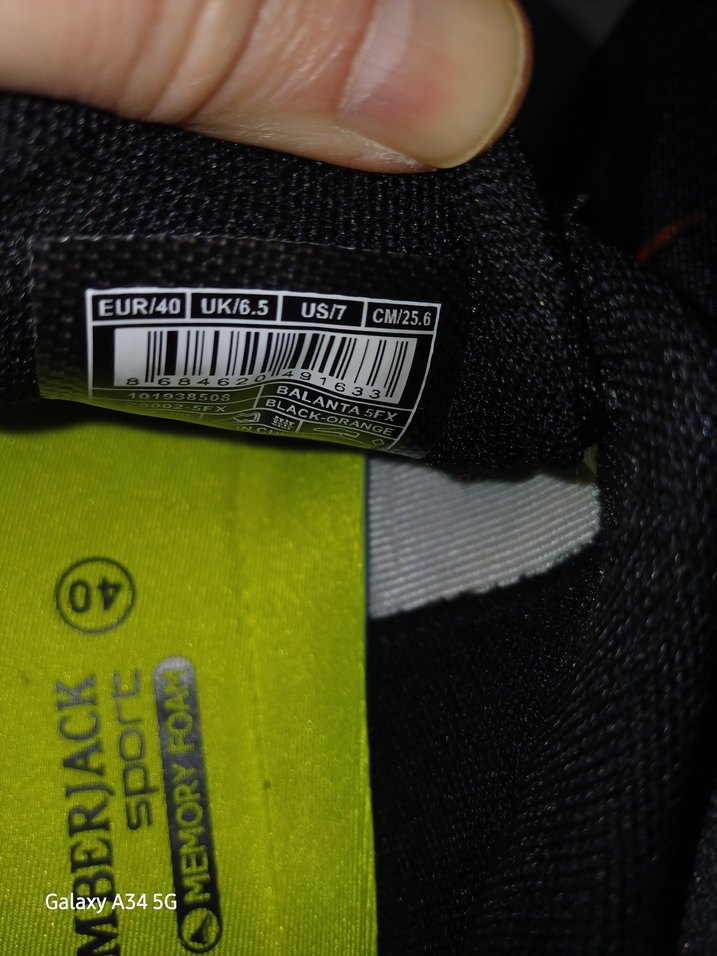 EUR/40 UK/6.5 US/7 CM/25.6
8 684620 491633
101938508 BALANTA 5FX
BLACK-ORANGE
40
MBERJACK
sport
MEMORY FOAM
Galaxy A34 5G